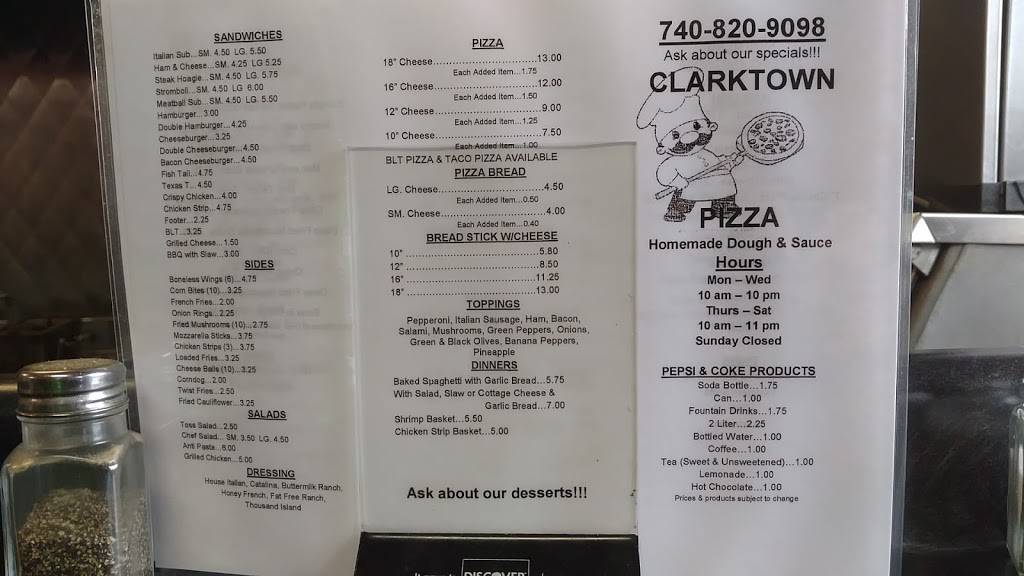 SANDWICHES
Italian Sub...SM. 4.50 LG. 5.50
Ham & Cheese...SM. 4.25 LG 5.25
Steak Hoagie...SM. 4.50 LG. 5.75
Stromboli...SM. 4.50 LG 6.00
Meatball Sub...SM. 4.50 LG. 5.50
Hamburger...3.00
Double Hamburger...4.25
Cheeseburger...3.25
Double Cheeseburger...4.50
Bacon Cheeseburger...4.50
Fish Tail...4.75
Texas T...4.50
Crispy Chicken...4.00
Chicken Strip...4.75
Footer...2.25
BLT...3.25
Grilled Cheese...1.50
BBQ with Slaw...3.00
SIDES
Boneless Wings (6)...4.75
Corn Bites (10)...3.25
French Fries...2.00
Onion Rings...2.25
Fried Mushrooms (10)...2.75
Mozzarella Sticks...3.75
Chicken Strips (3)...3.75
Loaded Fries...3.25
Cheese Balls (10)...3.25
Corndog...2.00
Twist Fries...2.50
Fried Cauliflower...3.25
SALADS
Toss Salad...2.50
Chef Salad...SM. 3.50 LG. 4.50
Anti Pasta...6.00
Grilled Chicken...5.00
DRESSING
House Italian, Catalina, Buttermilk Ranch,
Honey French, Fat Free Ranch,
Thousand Island
PIZZA
18" Cheese...13.00
Each Added Item...1.75
16" Cheese...12.00
Each Added Item...1.50
12" Cheese...9.00
Each Added Item...1.25
10" Cheese...7.50
Each Added Item...1.00
BLT PIZZA & TACO PIZZA AVAILABLE
PIZZA BREAD
LG. Cheese...4.50
Each Added Item...0.50
SM. Cheese...4.00
Each Added Item...0.40
BREAD STICK W/CHEESE
10" ...5.80
12" ...8.50
16" ...11.25
18" ...13.00
TOPPINGS
Pepperoni, Italian Sausage, Ham, Bacon,
Salami, Mushrooms, Green Peppers, Onions,
Green & Black Olives, Banana Peppers,
Pineapple
DINNERS
Baked Spaghetti with Garlic Bread...5.75
With Salad, Slaw or Cottage Cheese &
Garlic Bread...7.00
Shrimp Basket...5.50
Chicken Strip Basket...5.00
Ask about our desserts!!!
DISCOVER
740-820-9098
Ask about our specials!!!
CLARKTOWN
PIZZA
Homemade Dough & Sauce
Hours
Mon – Wed
10 am – 10 pm
Thurs – Sat
10 am – 11 pm
Sunday Closed
PEPSI & COKE PRODUCTS
Soda Bottle...1.75
Can...1.00
Fountain Drinks...1.75
2 Liter...2.25
Bottled Water...1.00
Coffee...1.00
Tea (Sweet & Unsweetened)...1.00
Lemonade...1.00
Hot Chocolate...1.00
Prices & products subject to change